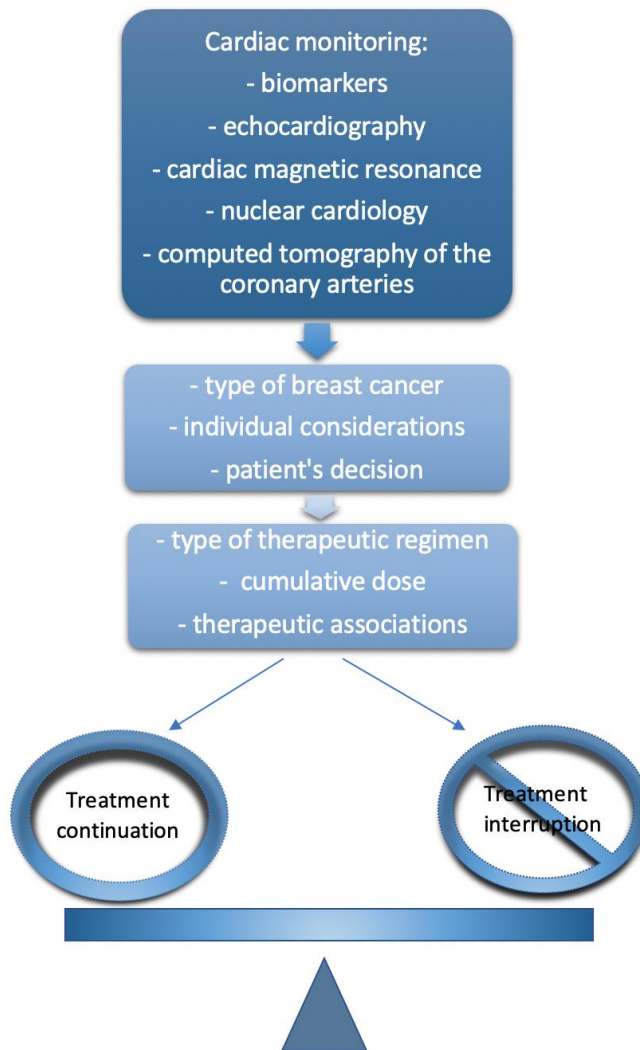 Cardiac monitoring:
- biomarkers
- echocardiography
- cardiac magnetic resonance
- nuclear cardiology
- computed tomography of the
coronary arteries
- type of breast cancer
- individual considerations
- patient's decision
- type of therapeutic regimen
- cumulative dose
- therapeutic associations
Treatment
continuation
Treatment
interruption